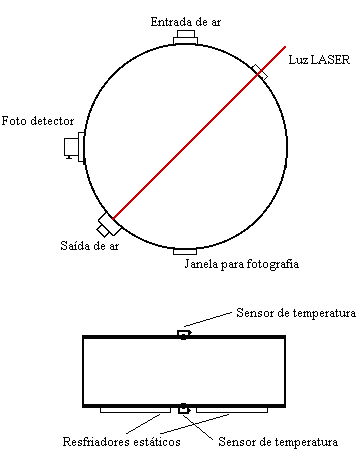 Entrada de ar
Luz LASER
Foto detector
Saída de ar
Janela para fotografia
Sensor de temperatura
Resfriadores estáticos
Sensor de temperatura